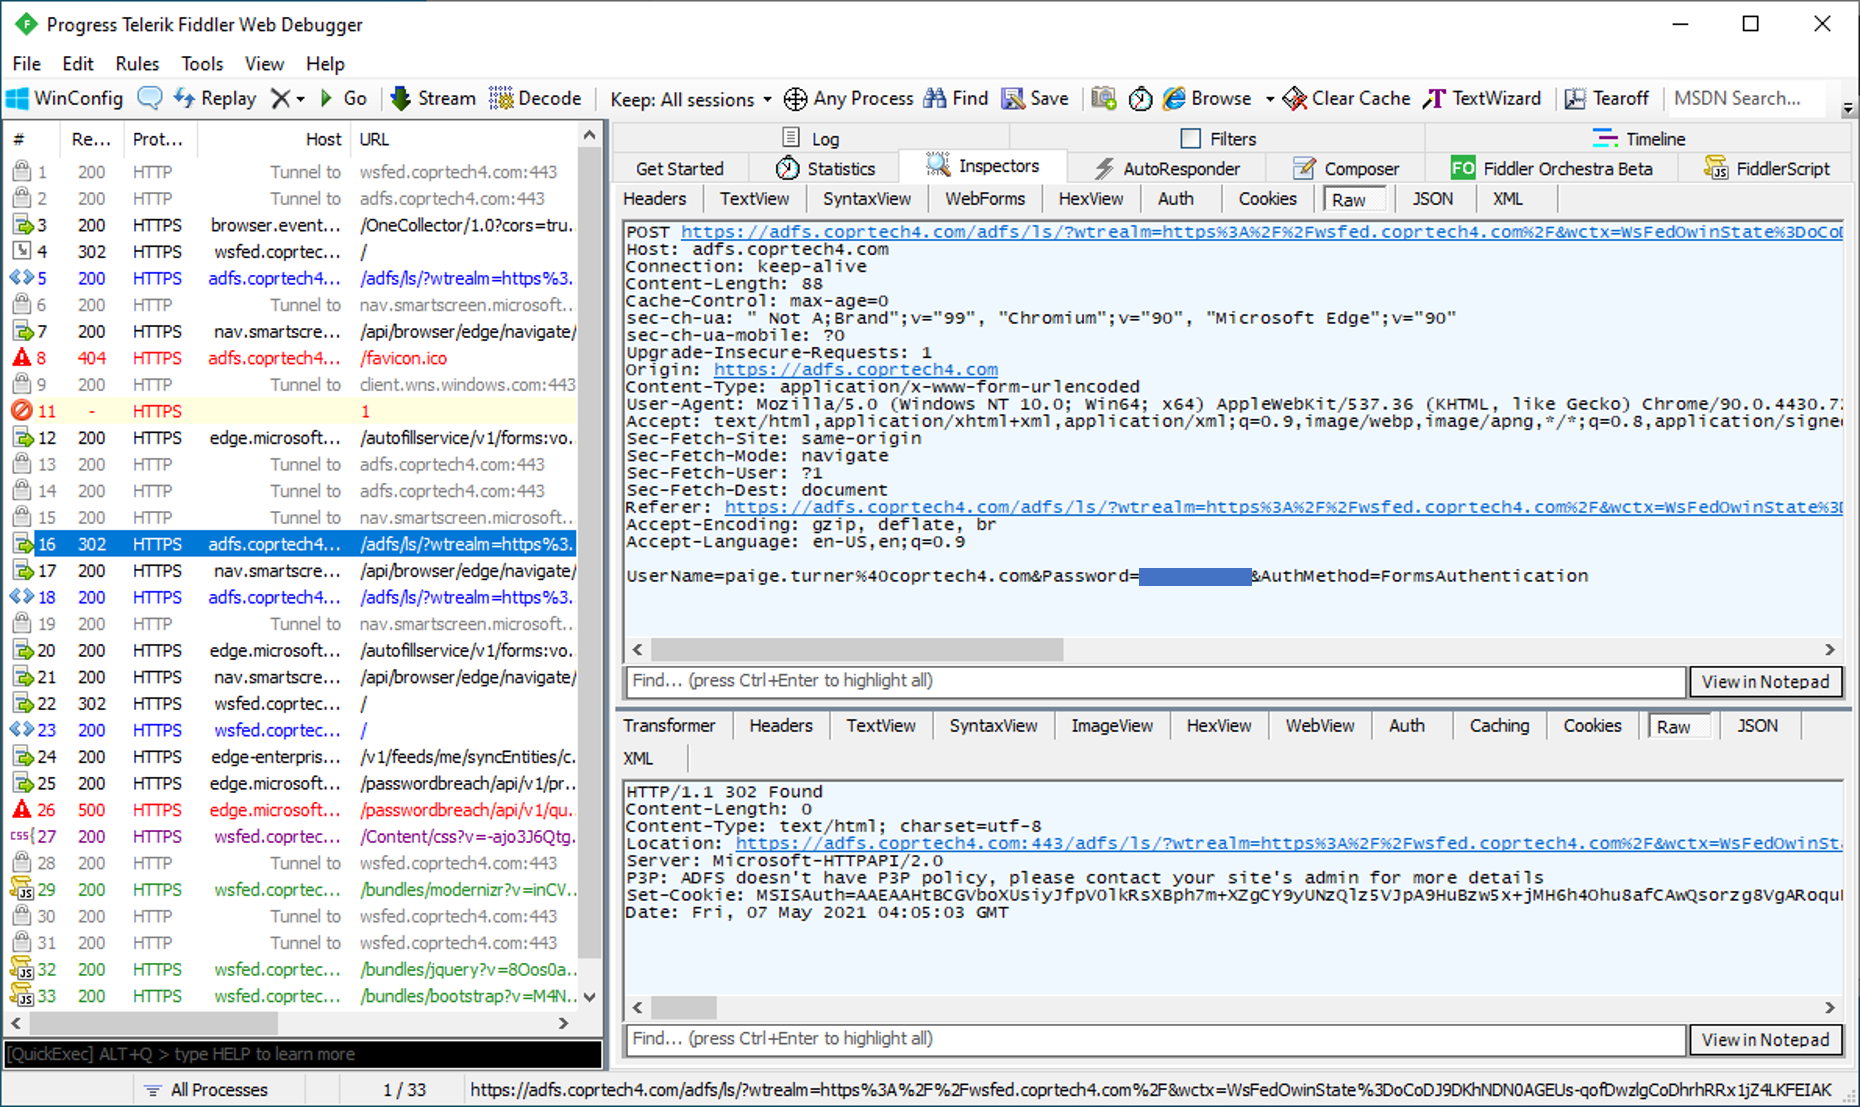 Progress Telerik Fiddler Web Debugger
File Edit Rules Tools View Help
WinConfig Replay Go Stream Decode Keep: All sessions Any Process Find Save Browse Clear Cache TextWizard Tearoff MSDN Search...
# Re... Prot... Host URL
1 200 HTTP Tunnel to wsfed.coprtech4.com:443
2 200 HTTP Tunnel to adfs.coprtech4.com:443
3 200 HTTPS browser.event... /OneCollector/1.0?cors=tru...
4 302 HTTPS wsfed.coprtec... /
5 200 HTTPS adfs.coprtech4... /adfs/ls/?wtrealm=https%3...
6 200 HTTP Tunnel to nav.smartscreen.microsoft...
7 200 HTTPS nav.smartscre... /api/browser/edge/navigate/
8 404 HTTPS adfs.coprtech4... /favicon.ico
9 200 HTTP Tunnel to client.wns.windows.com:443
11 - HTTPS 1
12 200 HTTPS edge.microsoft... /autofillservice/v1/forms:vo...
13 200 HTTP Tunnel to adfs.coprtech4.com:443
14 200 HTTP Tunnel to adfs.coprtech4.com:443
15 200 HTTP Tunnel to nav.smartscreen.microsoft...
16 302 HTTPS adfs.coprtech4... /adfs/ls/?wtrealm=https%3...
17 200 HTTPS nav.smartscre... /api/browser/edge/navigate/
18 200 HTTPS adfs.coprtech4... /adfs/ls/?wtrealm=https%3...
19 200 HTTP Tunnel to nav.smartscreen.microsoft...
20 200 HTTPS edge.microsoft... /autofillservice/v1/forms:vo...
21 200 HTTPS nav.smartscre... /api/browser/edge/navigate/
22 302 HTTPS wsfed.coprtec... /
23 200 HTTPS wsfed.coprtec... /
24 200 HTTPS edge-enterpris... /v1/feeds/me/syncEntities/c...
25 200 HTTPS edge.microsoft... /passwordbreach/api/v1/pr...
26 500 HTTPS edge.microsoft... /passwordbreach/api/v1/qu...
27 200 HTTPS wsfed.coprtec... /Content/css?v=-ajo3J6Qtg...
28 200 HTTP Tunnel to wsfed.coprtech4.com:443
29 200 HTTPS wsfed.coprtec... /bundles/modernizr?v=inCV...
30 200 HTTP Tunnel to wsfed.coprtech4.com:443
31 200 HTTP Tunnel to wsfed.coprtech4.com:443
32 200 HTTPS wsfed.coprtec... /bundles/jquery?v=8Oos0a...
33 200 HTTPS wsfed.coprtec... /bundles/bootstrap?v=M4N...
[QuickExec] ALT+Q > type HELP to learn more
Log Filters Timeline
Get Started Statistics Inspectors AutoResponder Composer FO Fiddler Orchestra Beta FiddlerScript
Headers TextView SyntaxView WebForms HexView Auth Cookies Raw JSON XML
POST https://adfs.coprtech4.com/adfs/ls/?wtrealm=https%3A%2F%2Fwsfed.coprtech4.com%2F&wctx=WsFedOwinState%3DoCoD
Host: adfs.coprtech4.com
Connection: keep-alive
Content-Length: 88
Cache-Control: max-age=0
sec-ch-ua: " Not A;Brand";v="99", "Chromium";v="90", "Microsoft Edge";v="90"
sec-ch-ua-mobile: ?0
Upgrade-Insecure-Requests: 1
Origin: https://adfs.coprtech4.com
Content-Type: application/x-www-form-urlencoded
User-Agent: Mozilla/5.0 (Windows NT 10.0; Win64; x64) AppleWebKit/537.36 (KHTML, like Gecko) Chrome/90.0.4430.72
Accept: text/html,application/xhtml+xml,application/xml;q=0.9,image/webp,image/apng,*/*;q=0.8,application/signed
Sec-Fetch-Site: same-origin
Sec-Fetch-Mode: navigate
Sec-Fetch-User: ?1
Sec-Fetch-Dest: document
Referer: https://adfs.coprtech4.com/adfs/ls/?wtrealm=https%3A%2F%2Fwsfed.coprtech4.com%2F&wctx=WsFedOwinState%3D
Accept-Encoding: gzip, deflate, br
Accept-Language: en-US,en;q=0.9
UserName=paige.turner%40coprtech4.com&Password= &AuthMethod=FormsAuthentication
Find... (press Ctrl+Enter to highlight all) View in Notepad
Transformer Headers TextView SyntaxView ImageView HexView WebView Auth Caching Cookies Raw JSON
XML
HTTP/1.1 302 Found
Content-Length: 0
Content-Type: text/html; charset=utf-8
Location: https://adfs.coprtech4.com:443/adfs/ls/?wtrealm=https%3A%2F%2Fwsfed.coprtech4.com%2F&wctx=WsFedOwinSt
Server: Microsoft-HTTPAPI/2.0
P3P: ADFS doesn't have P3P policy, please contact your site's admin for more details
Set-Cookie: MSISAuth=AAEAAHtBCGVboXUsiyJfpV0lkRsXBph7m+XZgCY9yUNzQlz5VJpA9HuBzw5x+jMH6h4Ohu8afCAwQsorzg8VgARoqu
Date: Fri, 07 May 2021 04:05:03 GMT
Find... (press Ctrl+Enter to highlight all) View in Notepad
All Processes 1 / 33 https://adfs.coprtech4.com/adfs/ls/?wtrealm=https%3A%2F%2Fwsfed.coprtech4.com%2F&wctx=WsFedOwinState%3DoCoDJ9DKhNDN0AGEUs-qofDwzlgCoDhrhRRx1jZ4LKFEIAK